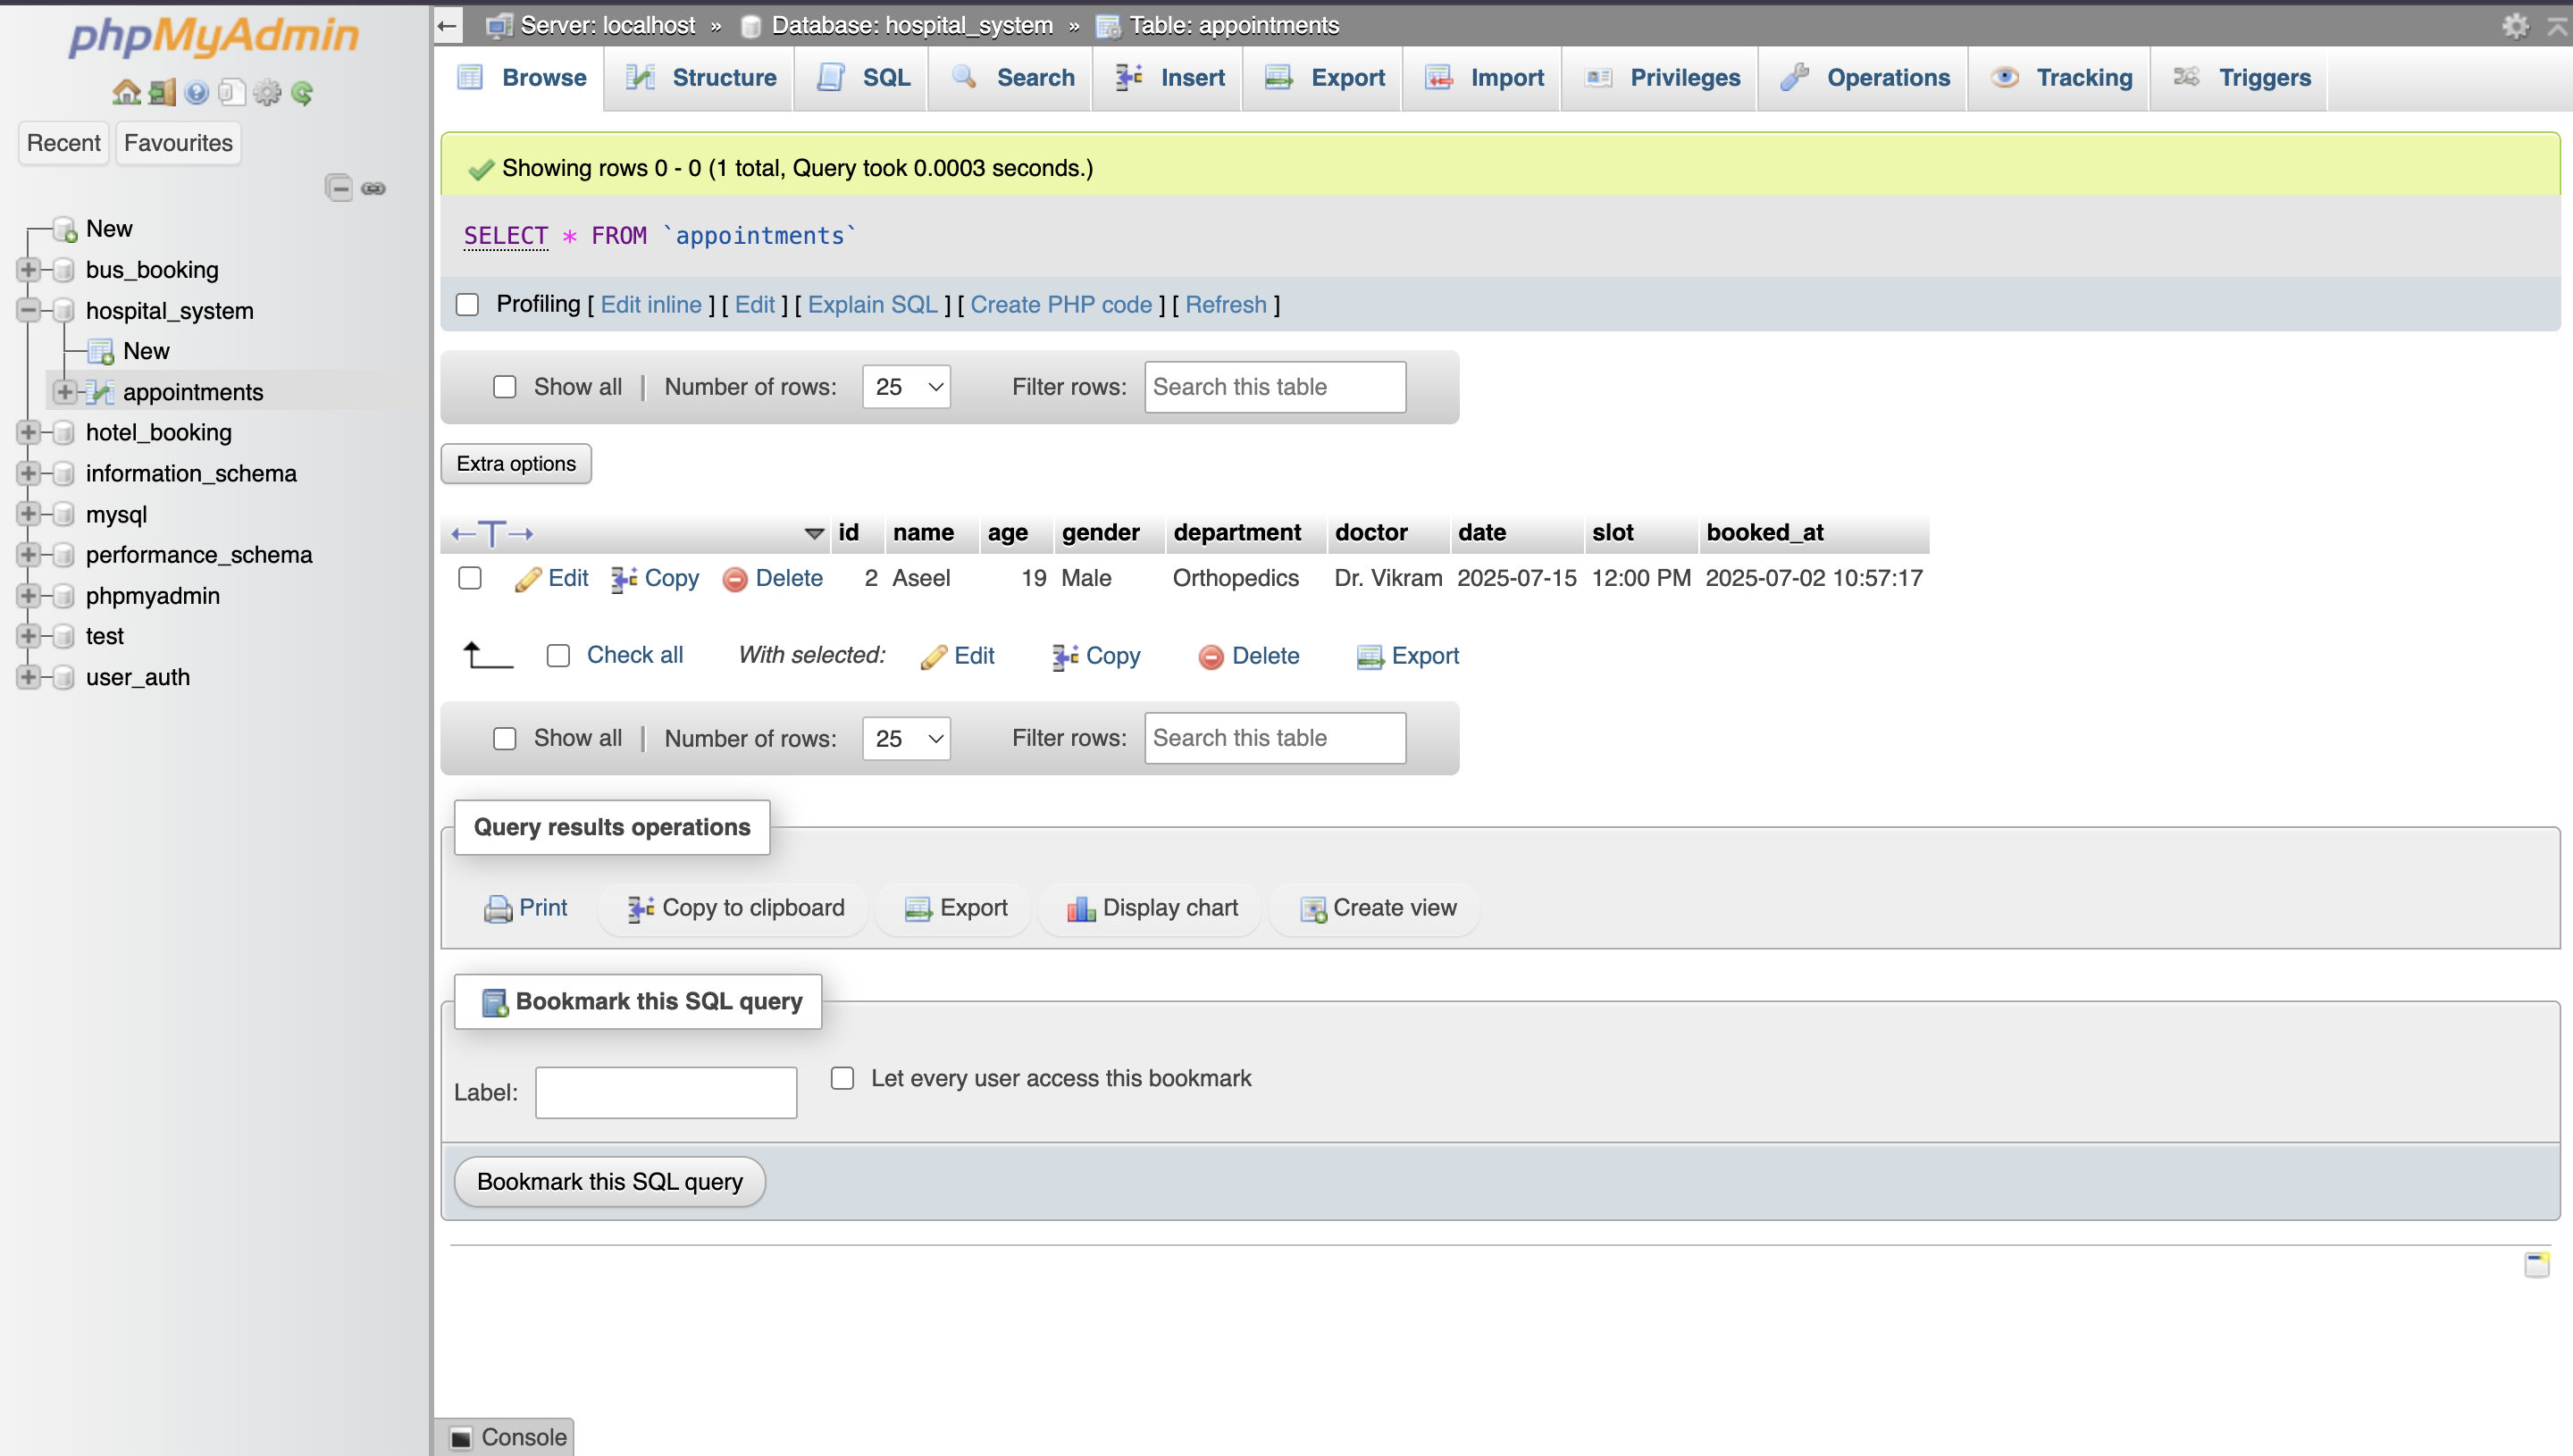 phpMyAdmin
Recent Favourites
New
bus_booking
hospital_system
New
appointments
hotel_booking
information_schema
mysql
performance_schema
phpmyadmin
test
user_auth
Server: localhost » Database: hospital_system » Table: appointments
Browse Structure SQL Search Insert Export Import Privileges Operations Tracking Triggers
Showing rows 0 - 0 (1 total, Query took 0.0003 seconds.)
SELECT * FROM `appointments`
Profiling [ Edit inline ] [ Edit ] [ Explain SQL ] [ Create PHP code ] [ Refresh ]
Show all | Number of rows: 25 Filter rows: Search this table
Extra options
←T→ id name age gender department doctor date slot booked_at
Edit Copy Delete 2 Aseel 19 Male Orthopedics Dr. Vikram 2025-07-15 12:00 PM 2025-07-02 10:57:17
Check all With selected: Edit Copy Delete Export
Show all | Number of rows: 25 Filter rows: Search this table
Query results operations
Print Copy to clipboard Export Display chart Create view
Bookmark this SQL query
Label: Let every user access this bookmark
Bookmark this SQL query
Console